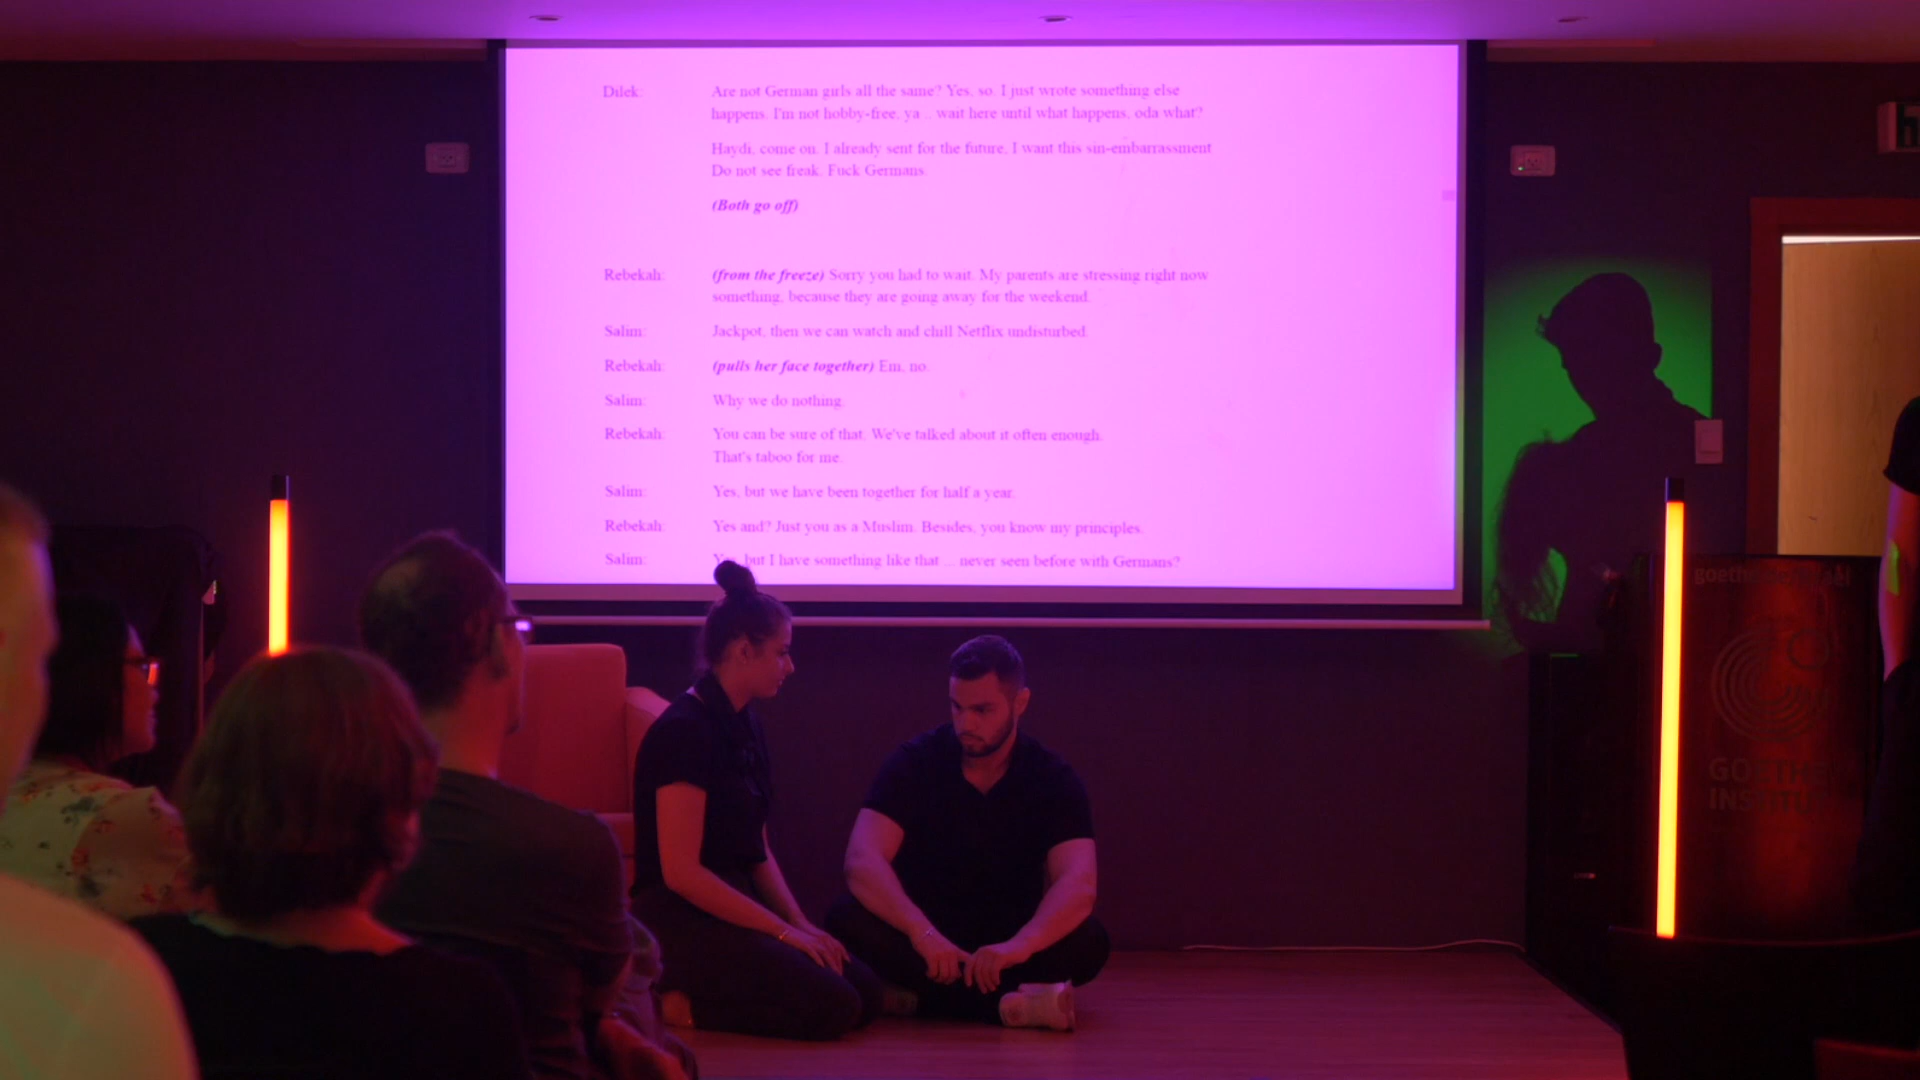 Dilek: Are not German girls all the same? Yes, so. I just wrote something else
happens. I'm not hobby-free, ya .. wait here until what happens, oda what?
Haydi, come on. I already sent for the future. I want this sin-embarrassment
Do not see freak. Fuck Germans.
(Both go off)
Rebekah: (from the freeze) Sorry you had to wait. My parents are stressing right now
something, because they are going away for the weekend.
Salim: Jackpot, then we can watch and chill Netflix undisturbed.
Rebekah: (pulls her face together) Em, no.
Salim: Why we do nothing.
Rebekah: You can be sure of that. We've talked about it often enough.
That's taboo for me.
Salim: Yes, but we have been together for half a year.
Rebekah: Yes and? Just you as a Muslim. Besides, you know my principles.
Salim: Yes, but I have something like that ... never seen before with Germans?
GOETHE
INSTITUT